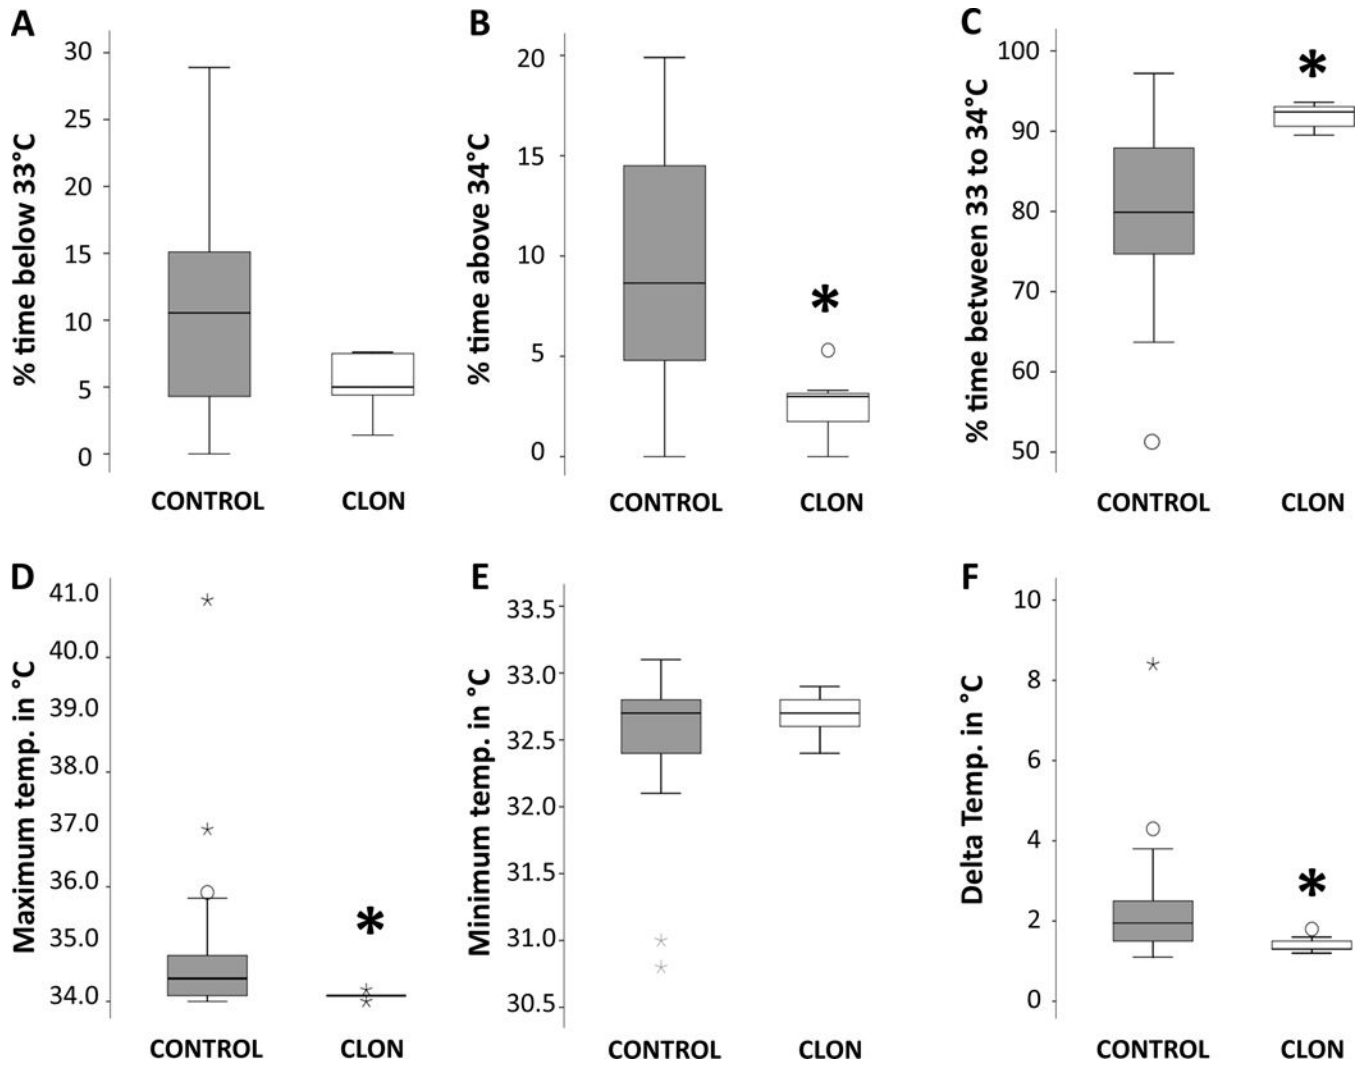 A
% time below 33°C
30
25
20
15
10
5
0
CONTROL CLON
B
% time above 34°C
20
15
10
5
0
*
CONTROL CLON
C
% time between 33 to 34°C
100
90
80
70
60
50
*
CONTROL CLON
D
Maximum temp. in °C
41.0
40.0
39.0
38.0
37.0
36.0
35.0
34.0
*
CONTROL CLON
E
Minimum temp. in °C
33.5
33.0
32.5
32.0
31.5
31.0
30.5
CONTROL CLON
F
Delta Temp. in °C
10
8
6
4
2
0
*
CONTROL CLON